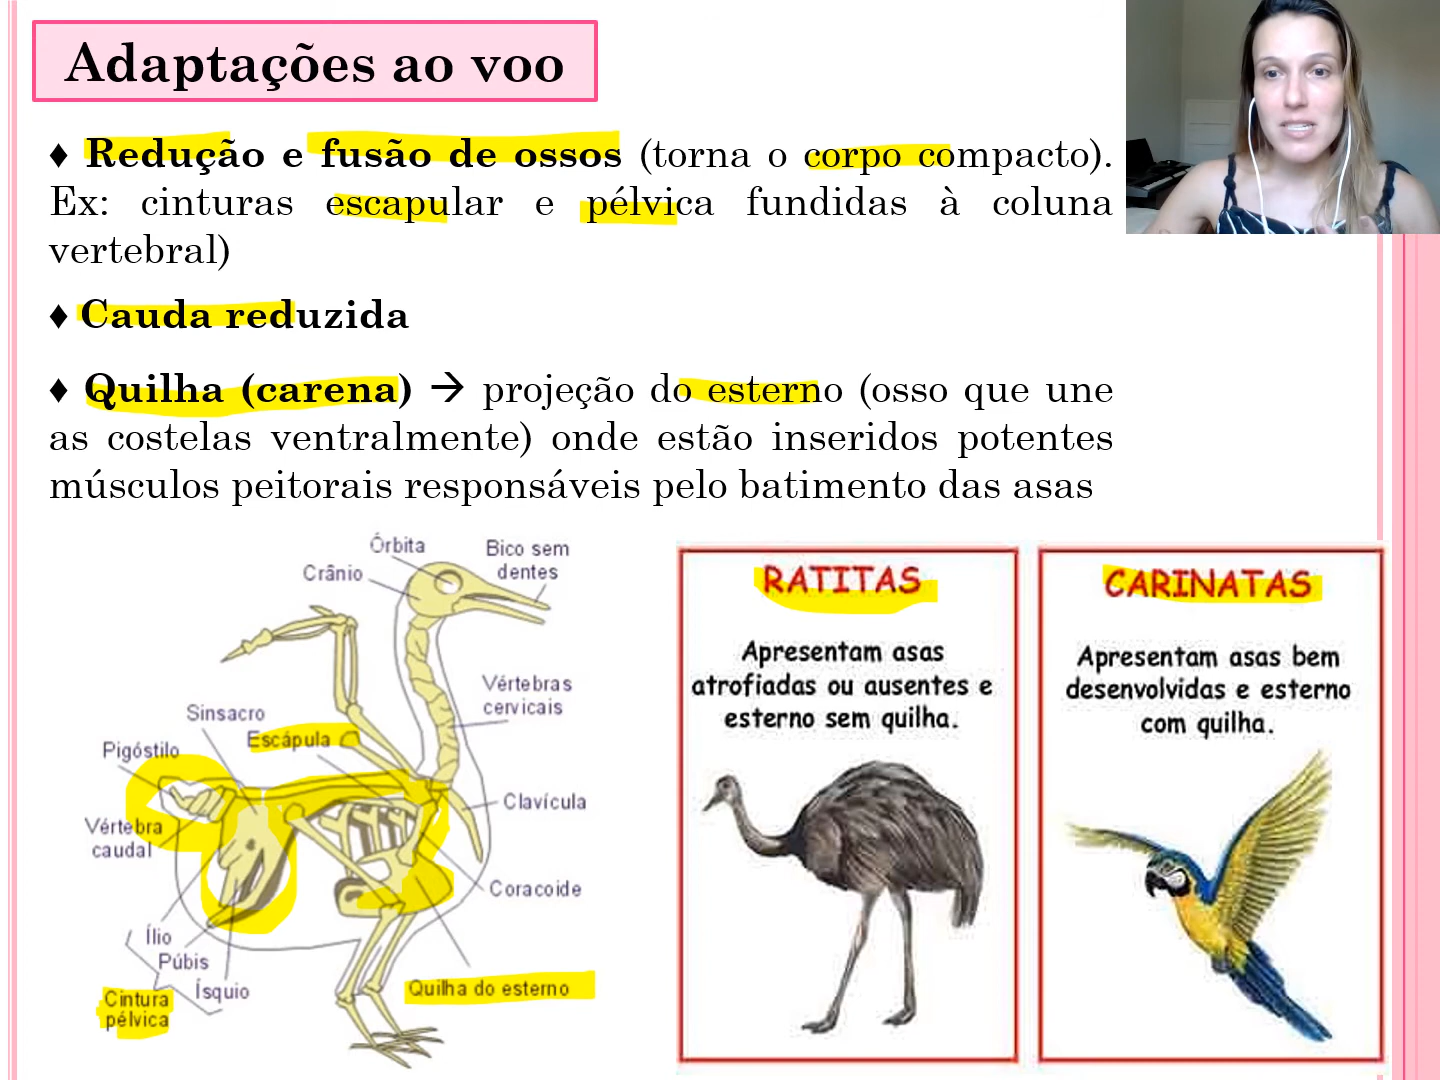 Adaptações ao voo
♦ Redução e fusão de ossos (torna o corpo compacto).
Ex: cinturas escapular e pélvica fundidas à coluna
vertebral)
♦ Cauda reduzida
♦ Quilha (carena) → projeção do esterno (osso que une
as costelas ventralmente) onde estão inseridos potentes
músculos peitorais responsáveis pelo batimento das asas
Órbita
Bico sem
dentes
Crânio
Vértebras
cervicais
Sinsacro
Escápula
Pigóstilo
Clavícula
Vértebra
caudal
Coracoide
Ílio
Púbis
Ísquio
Cintura
pélvica
Quilha do esterno
RATITAS
Apresentam asas
atrofiadas ou ausentes e
esterno sem quilha.
CARINATAS
Apresentam asas bem
desenvolvidas e esterno
com quilha.